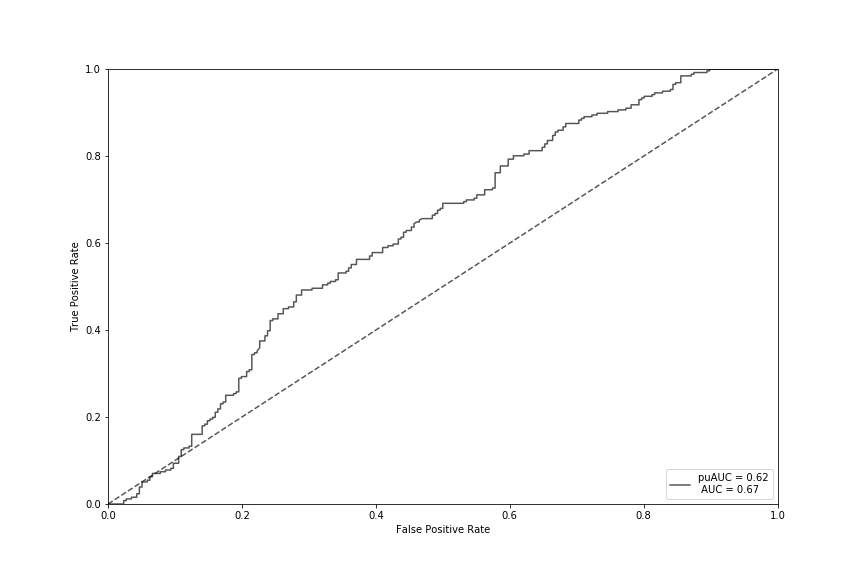 1.0
0.8
0.6
0.4
0.2
0.0
True Positive Rate
0.0 0.2 0.4 0.6 0.8 1.0
False Positive Rate
puAUC = 0.62
AUC = 0.67